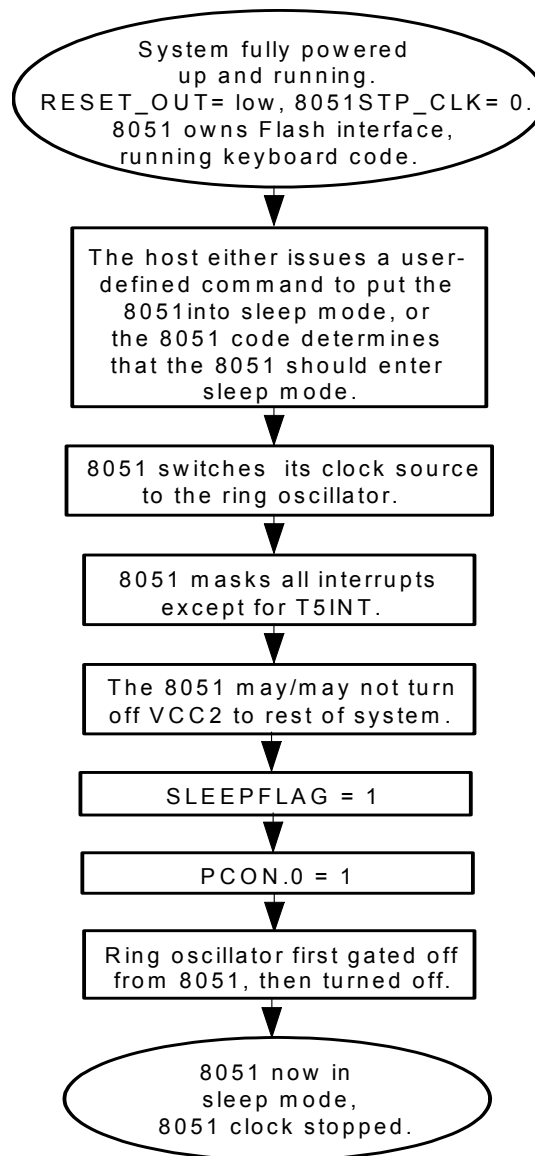 System fully powered
up and running.
RESET_OUT= low, 8051STP_CLK= 0.
8051 owns Flash interface,
running keyboard code.
The host either issues a user-
defined command to put the
8051into sleep mode, or
the 8051 code determines
that the 8051 should enter
sleep mode.
8051 switches its clock source
to the ring oscillator.
8051 masks all interrupts
except for T5INT.
The 8051 may/may not turn
off VCC2 to rest of system.
SLEEPFLAG = 1
PCON.0 = 1
Ring oscillator first gated off
from 8051, then turned off.
8051 now in
sleep mode,
8051 clock stopped.